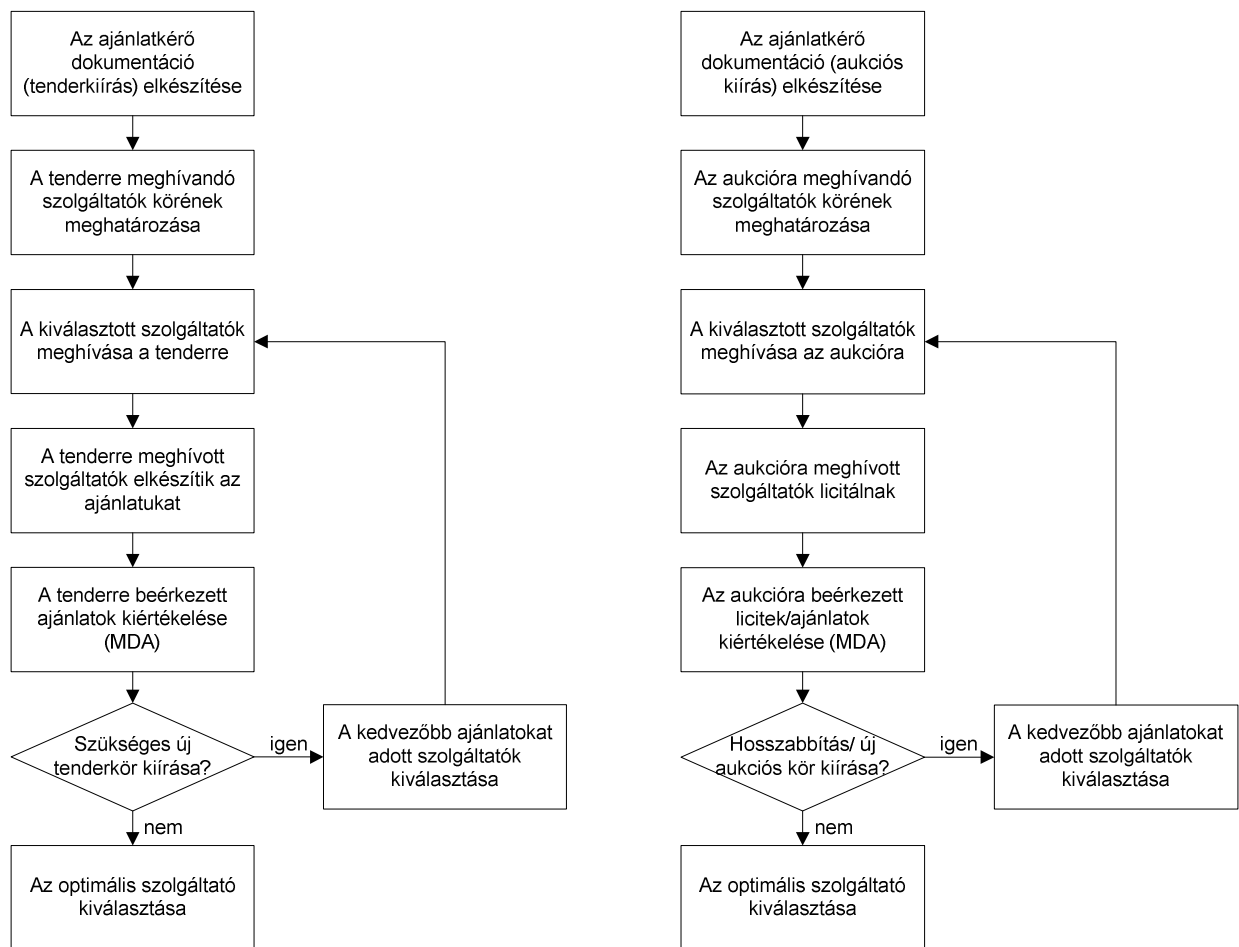 Az ajánlatkérő
dokumentáció
(tenderkiírás) elkészítése
A tenderre meghívandó
szolgáltatók körének
meghatározása
A kiválasztott szolgáltatók
meghívása a tenderre
A tenderre meghívott
szolgáltatók elkészítik az
ajánlatukat
A tenderre beérkezett
ajánlatok kiértékelése
(MDA)
Szükséges új
tenderkör kiírása?
igen
A kedvezőbb ajánlatokat
adott szolgáltatók
kiválasztása
nem
Az optimális szolgáltató
kiválasztása
Az ajánlatkérő
dokumentáció (aukciós
kiírás) elkészítése
Az aukcióra meghívandó
szolgáltatók körének
meghatározása
A kiválasztott szolgáltatók
meghívása az aukcióra
Az aukcióra meghívott
szolgáltatók licitálnak
Az aukcióra beérkezett
licitek/ajánlatok
kiértékelése (MDA)
Hosszabbítás/ új
aukciós kör kiírása?
igen
A kedvezőbb ajánlatokat
adott szolgáltatók
kiválasztása
nem
Az optimális szolgáltató
kiválasztása